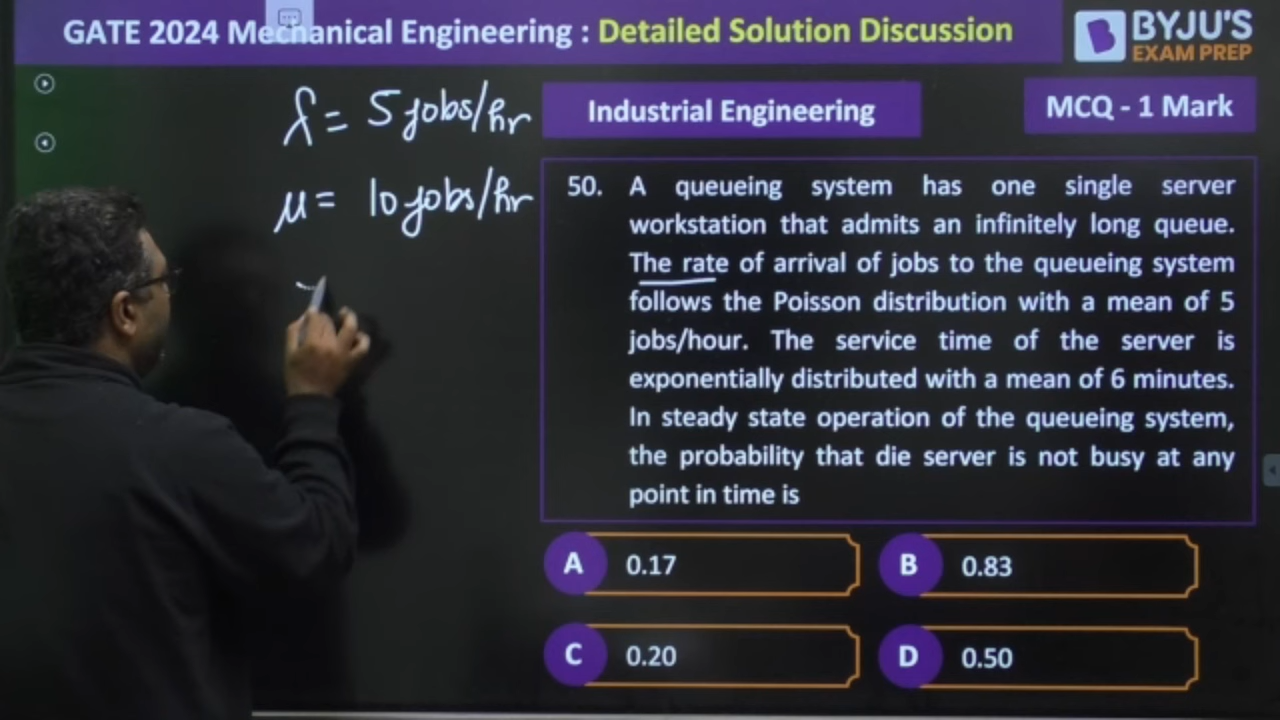 GATE 2024 Mechanical Engineering : Detailed Solution Discussion
BYJU'S
EXAM PREP
λ = 5 jobs/hr
μ = 10 jobs/hr
Industrial Engineering
MCQ - 1 Mark
50. A queueing system has one single server
workstation that admits an infinitely long queue.
The rate of arrival of jobs to the queueing system
follows the Poisson distribution with a mean of 5
jobs/hour. The service time of the server is
exponentially distributed with a mean of 6 minutes.
In steady state operation of the queueing system,
the probability that die server is not busy at any
point in time is
A 0.17
B 0.83
C 0.20
D 0.50